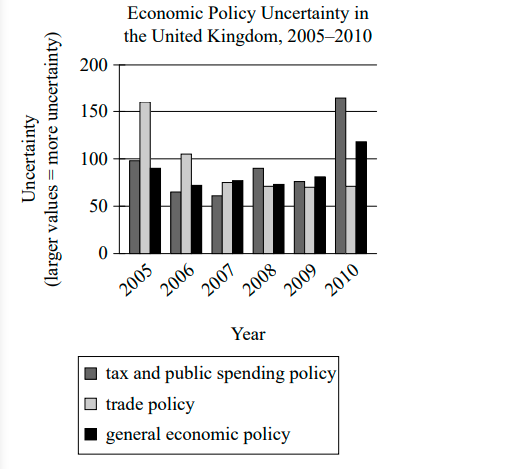 Economic Policy Uncertainty in
the United Kingdom, 2005–2010
Uncertainty
(larger values = more uncertainty)
200
150
100
50
0
2005
2006
2007
2008
2009
2010
Year
tax and public spending policy
trade policy
general economic policy